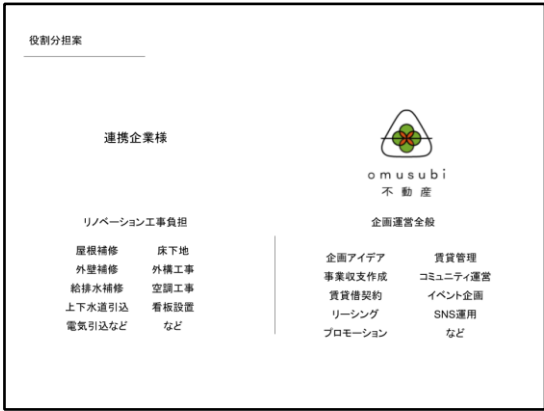 役割分担案
連携企業様
omusubi
不動産
リノベーション工事負担
屋根補修 床下地
外壁補修 外構工事
給排水補修 空調工事
上下水道引込 看板設置
電気引込など など
企画運営全般
企画アイデア 賃貸管理
事業収支作成 コミュニティ運営
賃貸借契約 イベント企画
リーシング SNS運用
プロモーション など